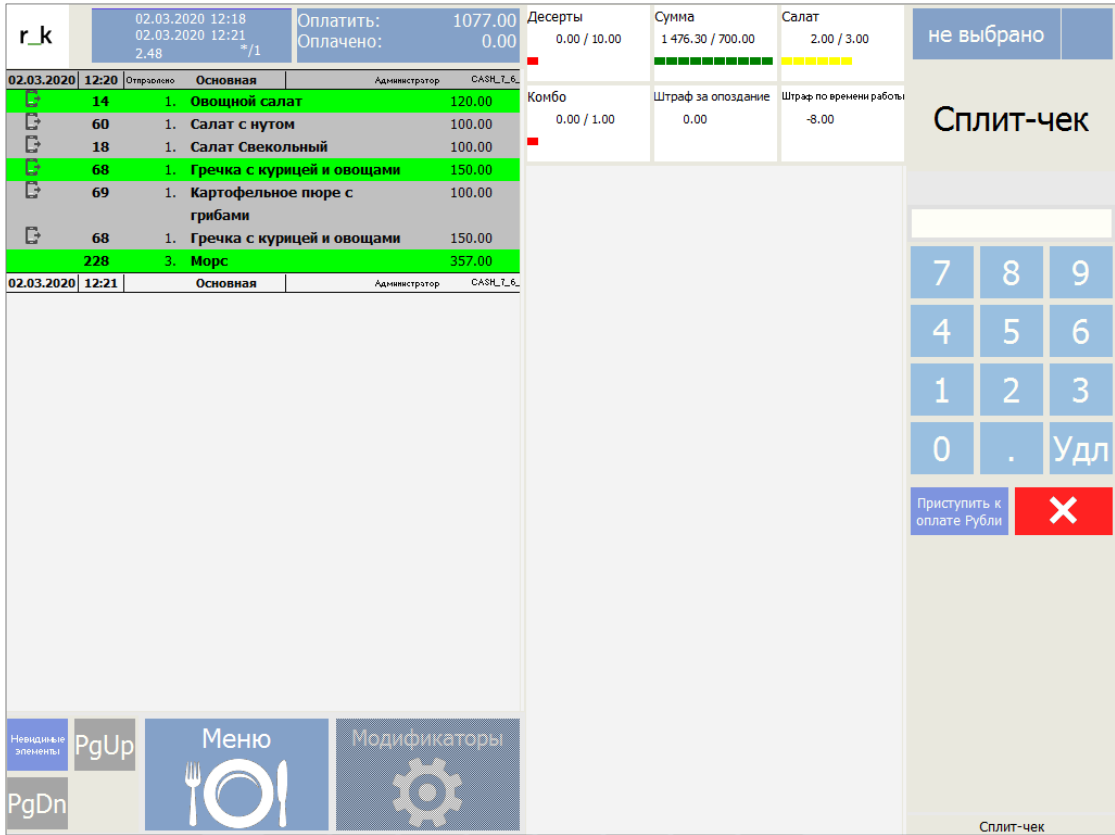 r_k
02.03.2020 12:18
02.03.2020 12:21
2.48 */1
Оплатить: 1077.00
Оплачено: 0.00
02.03.2020 12:20 Отправлено Основная Администратор CASH_7_6_
14 1. Овощной салат 120.00
60 1. Салат с нутом 100.00
18 1. Салат Свекольный 100.00
68 1. Гречка с курицей и овощами 150.00
69 1. Картофельное пюре с 100.00
грибами
68 1. Гречка с курицей и овощами 150.00
228 3. Морс 357.00
02.03.2020 12:21 Основная Администратор CASH_7_6_
Невидимые
элементы
PgUp
PgDn
Меню
Модификаторы
Десерты
0.00 / 10.00
Сумма
1 476.30 / 700.00
Салат
2.00 / 3.00
Комбо
0.00 / 1.00
Штраф за опоздание
0.00
Штраф по времени работы
-8.00
не выбрано
Сплит-чек
7 8 9
4 5 6
1 2 3
0 . Удл
Приступить к
оплате Рубли
Сплит-чек